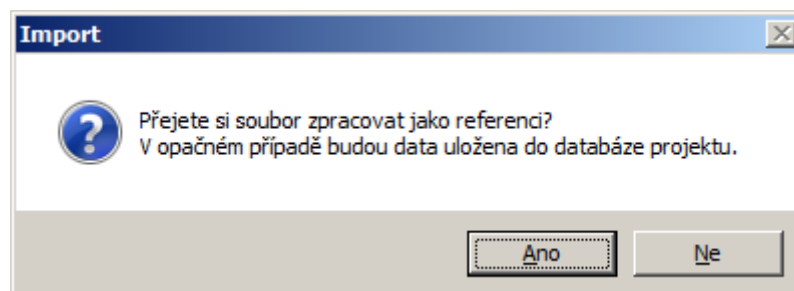 Import
Přejete si soubor zpracovat jako referenci?
V opačném případě budou data uložena do databáze projektu.
Ano
Ne